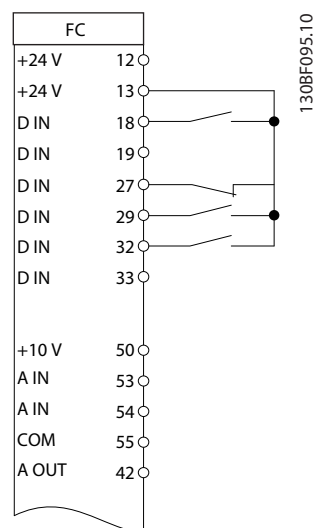 FC
+24 V 12
+24 V 13
D IN 18
D IN 19
D IN 27
D IN 29
D IN 32
D IN 33
+10 V 50
A IN 53
A IN 54
COM 55
A OUT 42
130BF095.10